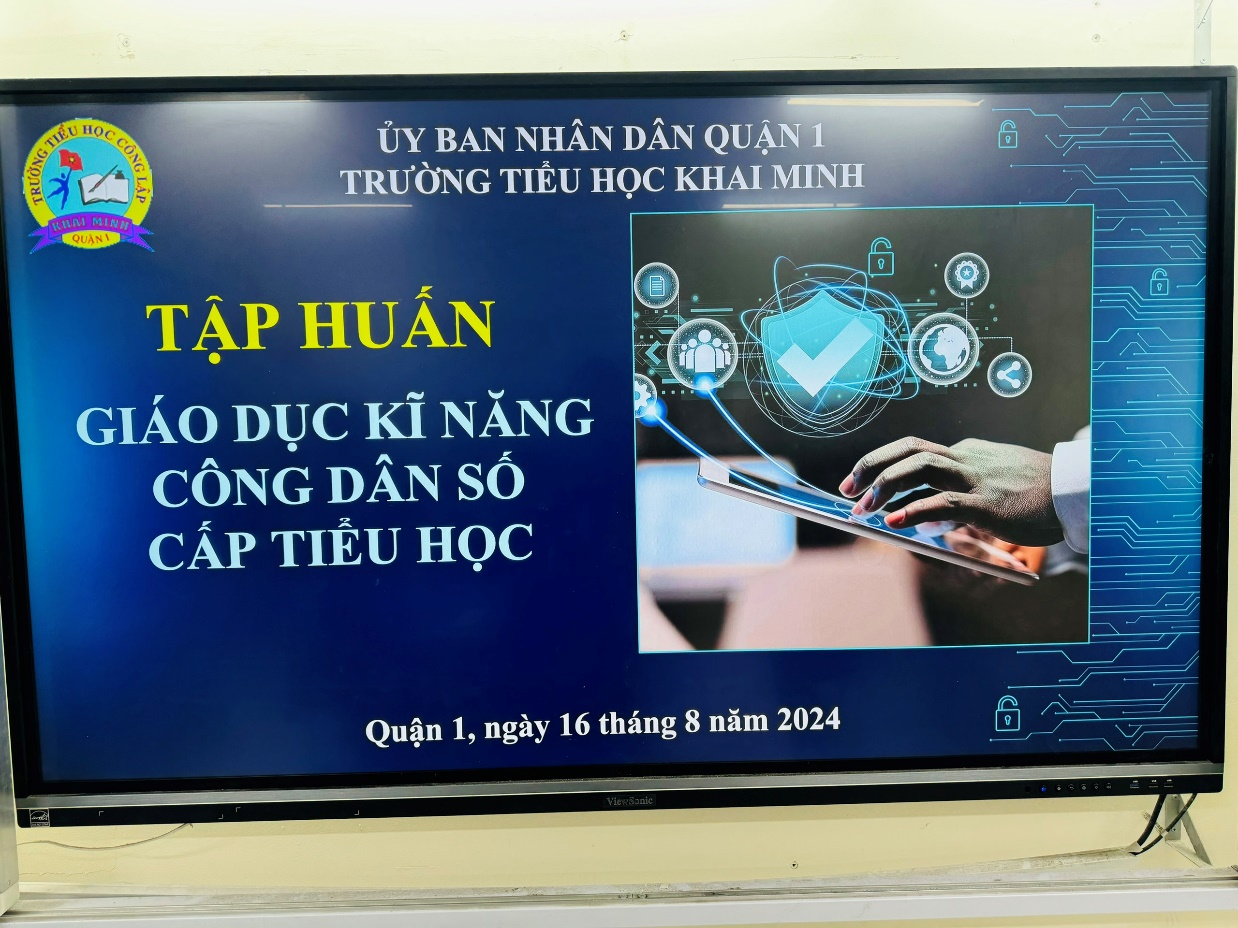 ỦY BAN NHÂN DÂN QUẬN 1
TRƯỜNG TIỂU HỌC KHAI MINH
TRƯỜNG TIỂU HỌC CÔNG LẬP
KHAI MINH
QUẬN 1
TẬP HUẤN
GIÁO DỤC KĨ NĂNG
CÔNG DÂN SỐ
CẤP TIỂU HỌC
Quận 1, ngày 16 tháng 8 năm 2024
ViewSonic